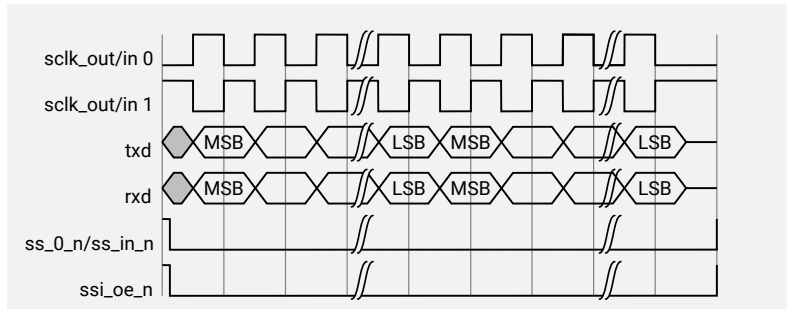 sclk_out/in 0
sclk_out/in 1
txd MSB LSB MSB LSB
rxd MSB LSB MSB LSB
ss_0_n/ss_in_n
ssi_oe_n